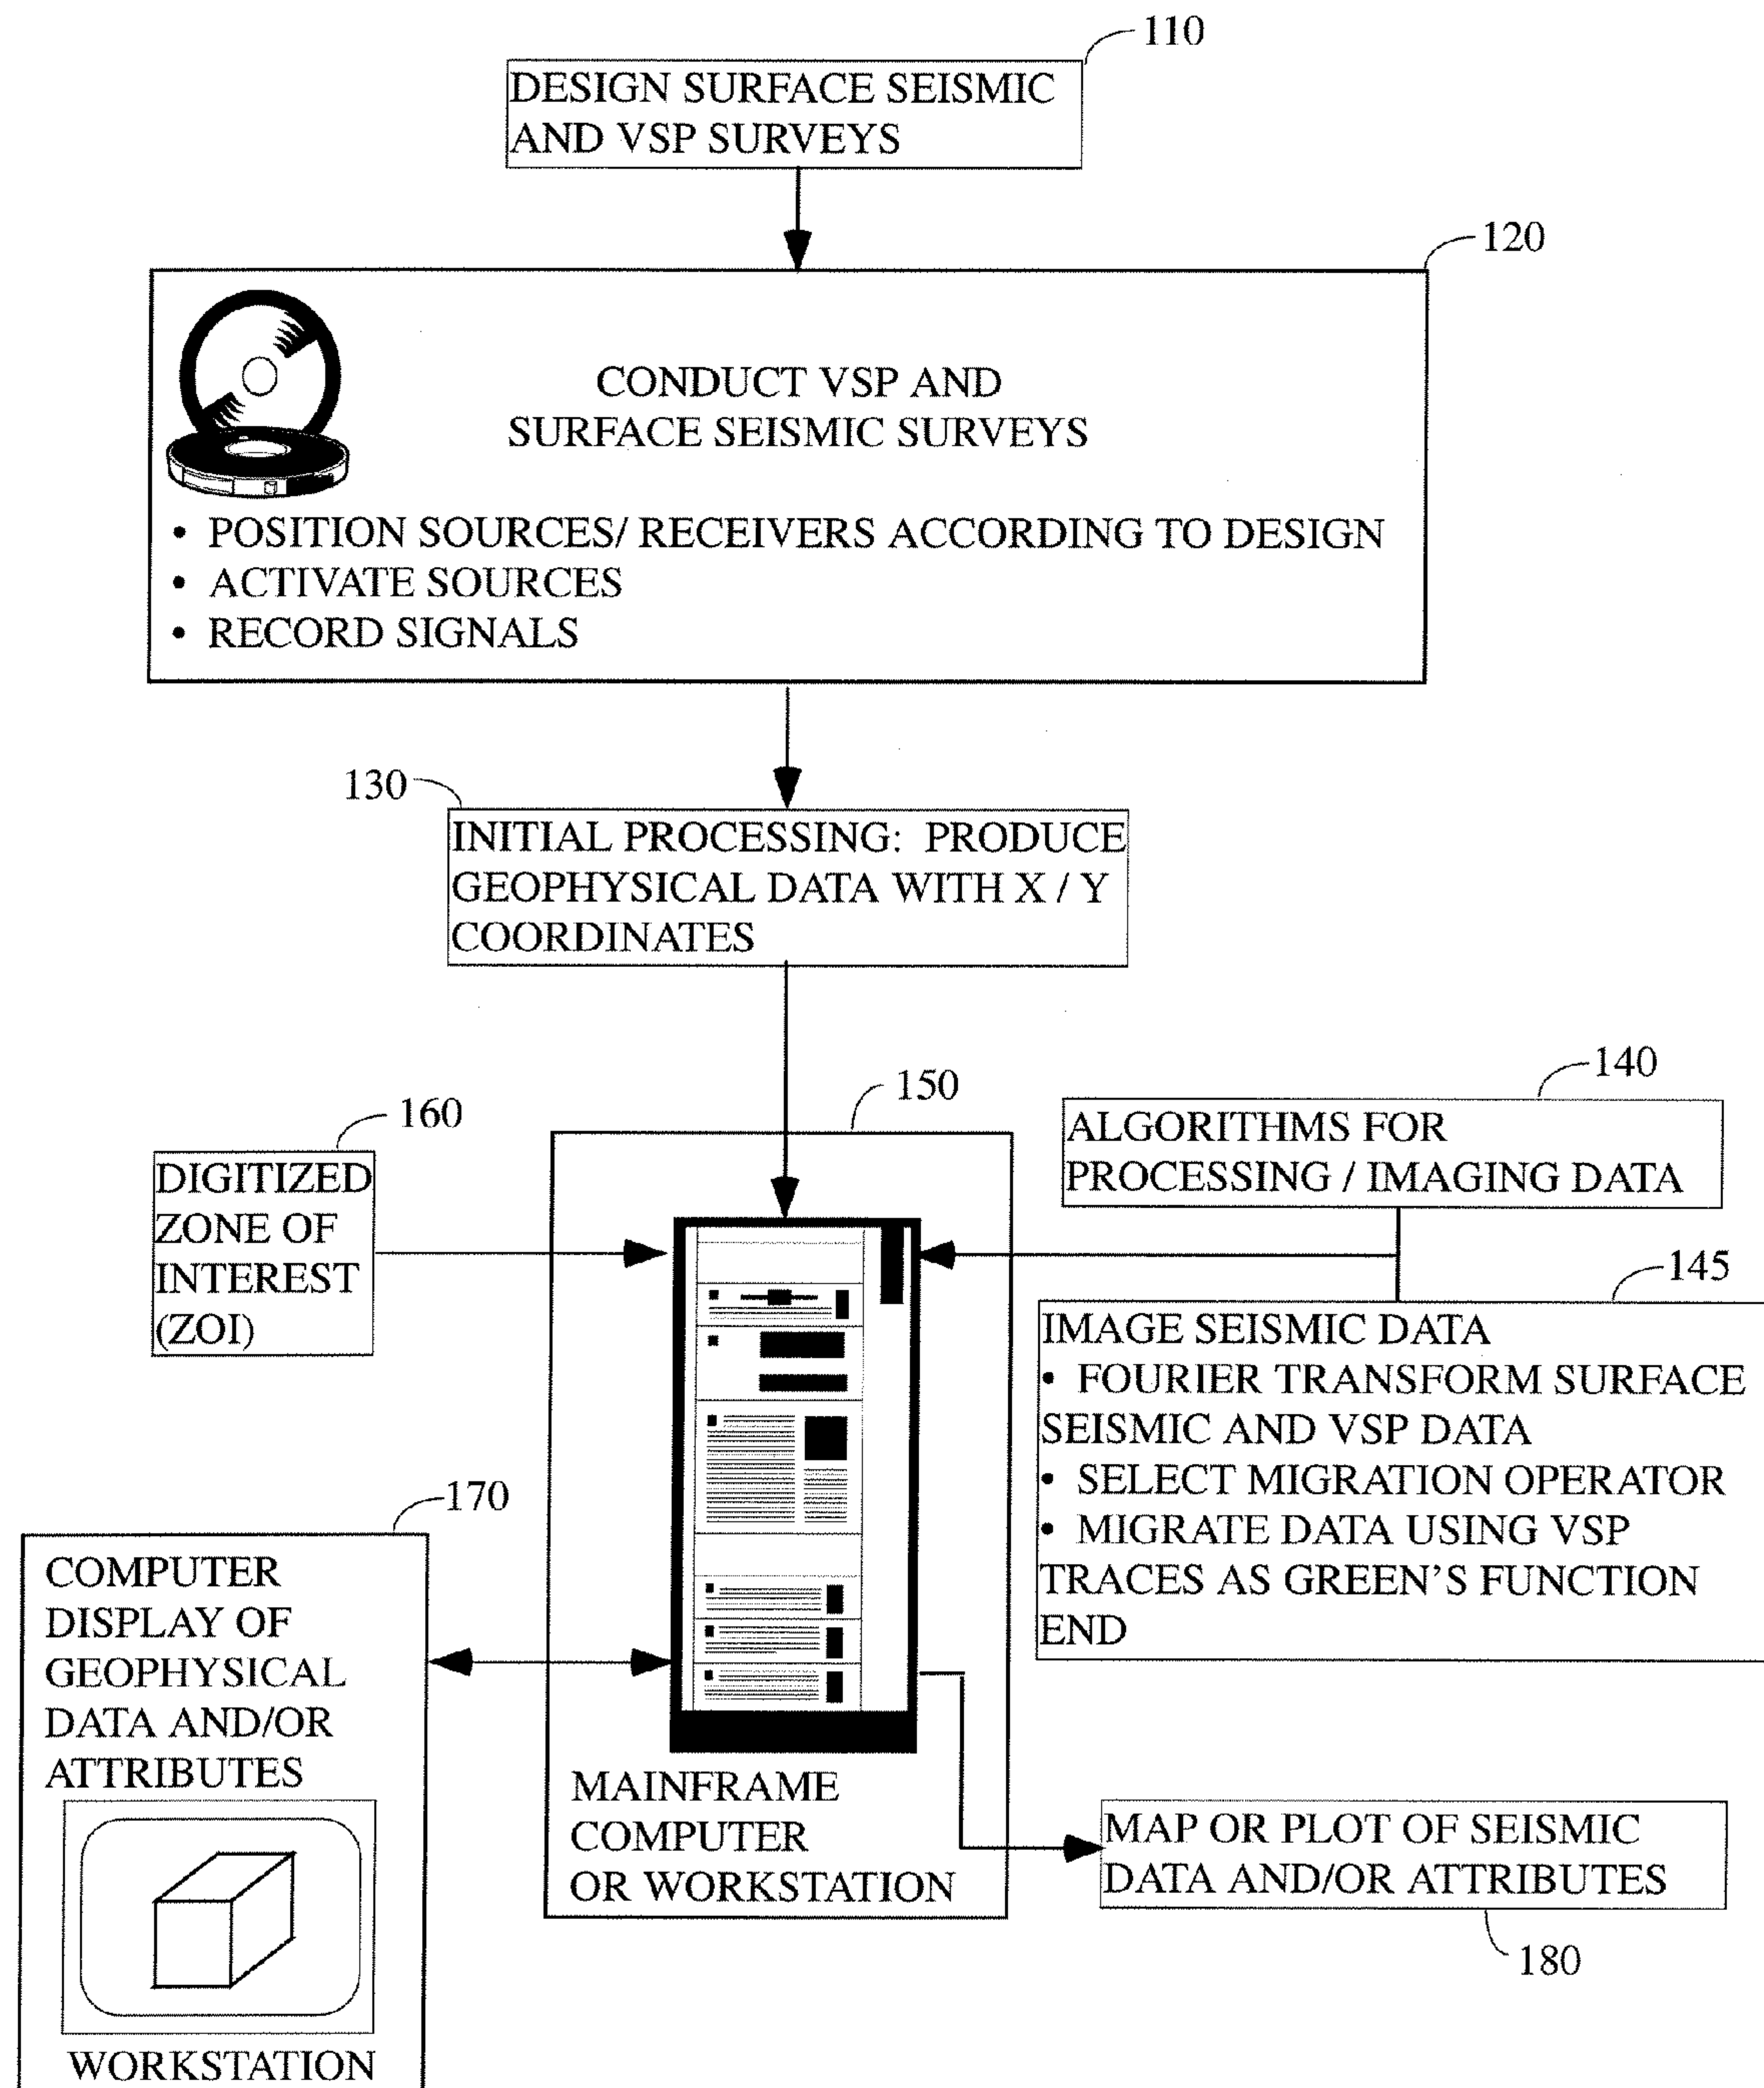 110
DESIGN SURFACE SEISMIC
AND VSP SURVEYS
120
CONDUCT VSP AND
SURFACE SEISMIC SURVEYS
• POSITION SOURCES/ RECEIVERS ACCORDING TO DESIGN
• ACTIVATE SOURCES
• RECORD SIGNALS
130
INITIAL PROCESSING: PRODUCE
GEOPHYSICAL DATA WITH X / Y
COORDINATES
140
ALGORITHMS FOR
PROCESSING / IMAGING DATA
150
160
DIGITIZED
ZONE OF
INTEREST
(ZOI)
145
IMAGE SEISMIC DATA
• FOURIER TRANSFORM SURFACE
SEISMIC AND VSP DATA
• SELECT MIGRATION OPERATOR
• MIGRATE DATA USING VSP
TRACES AS GREEN'S FUNCTION
END
170
COMPUTER
DISPLAY OF
GEOPHYSICAL
DATA AND/OR
ATTRIBUTES
WORKSTATION
MAINFRAME
COMPUTER
OR WORKSTATION
MAP OR PLOT OF SEISMIC
DATA AND/OR ATTRIBUTES
180